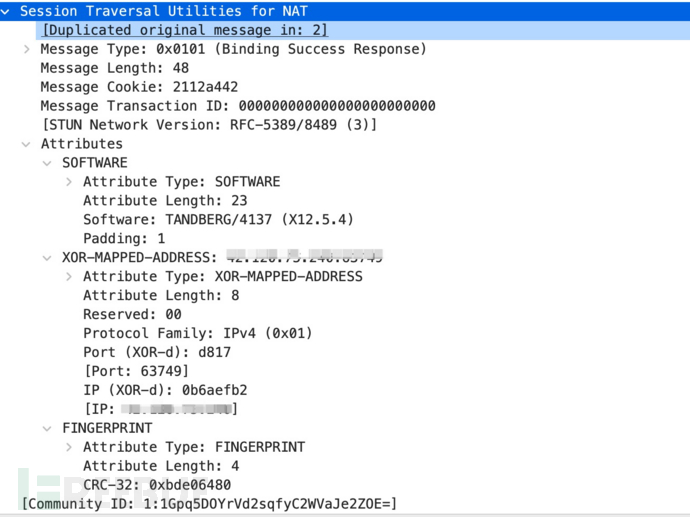 Session Traversal Utilities for NAT
[Duplicated original message in: 2]
Message Type: 0x0101 (Binding Success Response)
Message Length: 48
Message Cookie: 2112a442
Message Transaction ID: 000000000000000000000000
[STUN Network Version: RFC-5389/8489 (3)]
Attributes
SOFTWARE
Attribute Type: SOFTWARE
Attribute Length: 23
Software: TANDBERG/4137 (X12.5.4)
Padding: 1
XOR-MAPPED-ADDRESS:
Attribute Type: XOR-MAPPED-ADDRESS
Attribute Length: 8
Reserved: 00
Protocol Family: IPv4 (0x01)
Port (XOR-d): d817
[Port: 63749]
IP (XOR-d): 0b6aefb2
[IP: ]
FINGERPRINT
Attribute Type: FINGERPRINT
Attribute Length: 4
CRC-32: 0xbde06480
[Community ID: 1:1Gpq5DOYrVd2sqfyC2WVaJe2ZOE=]